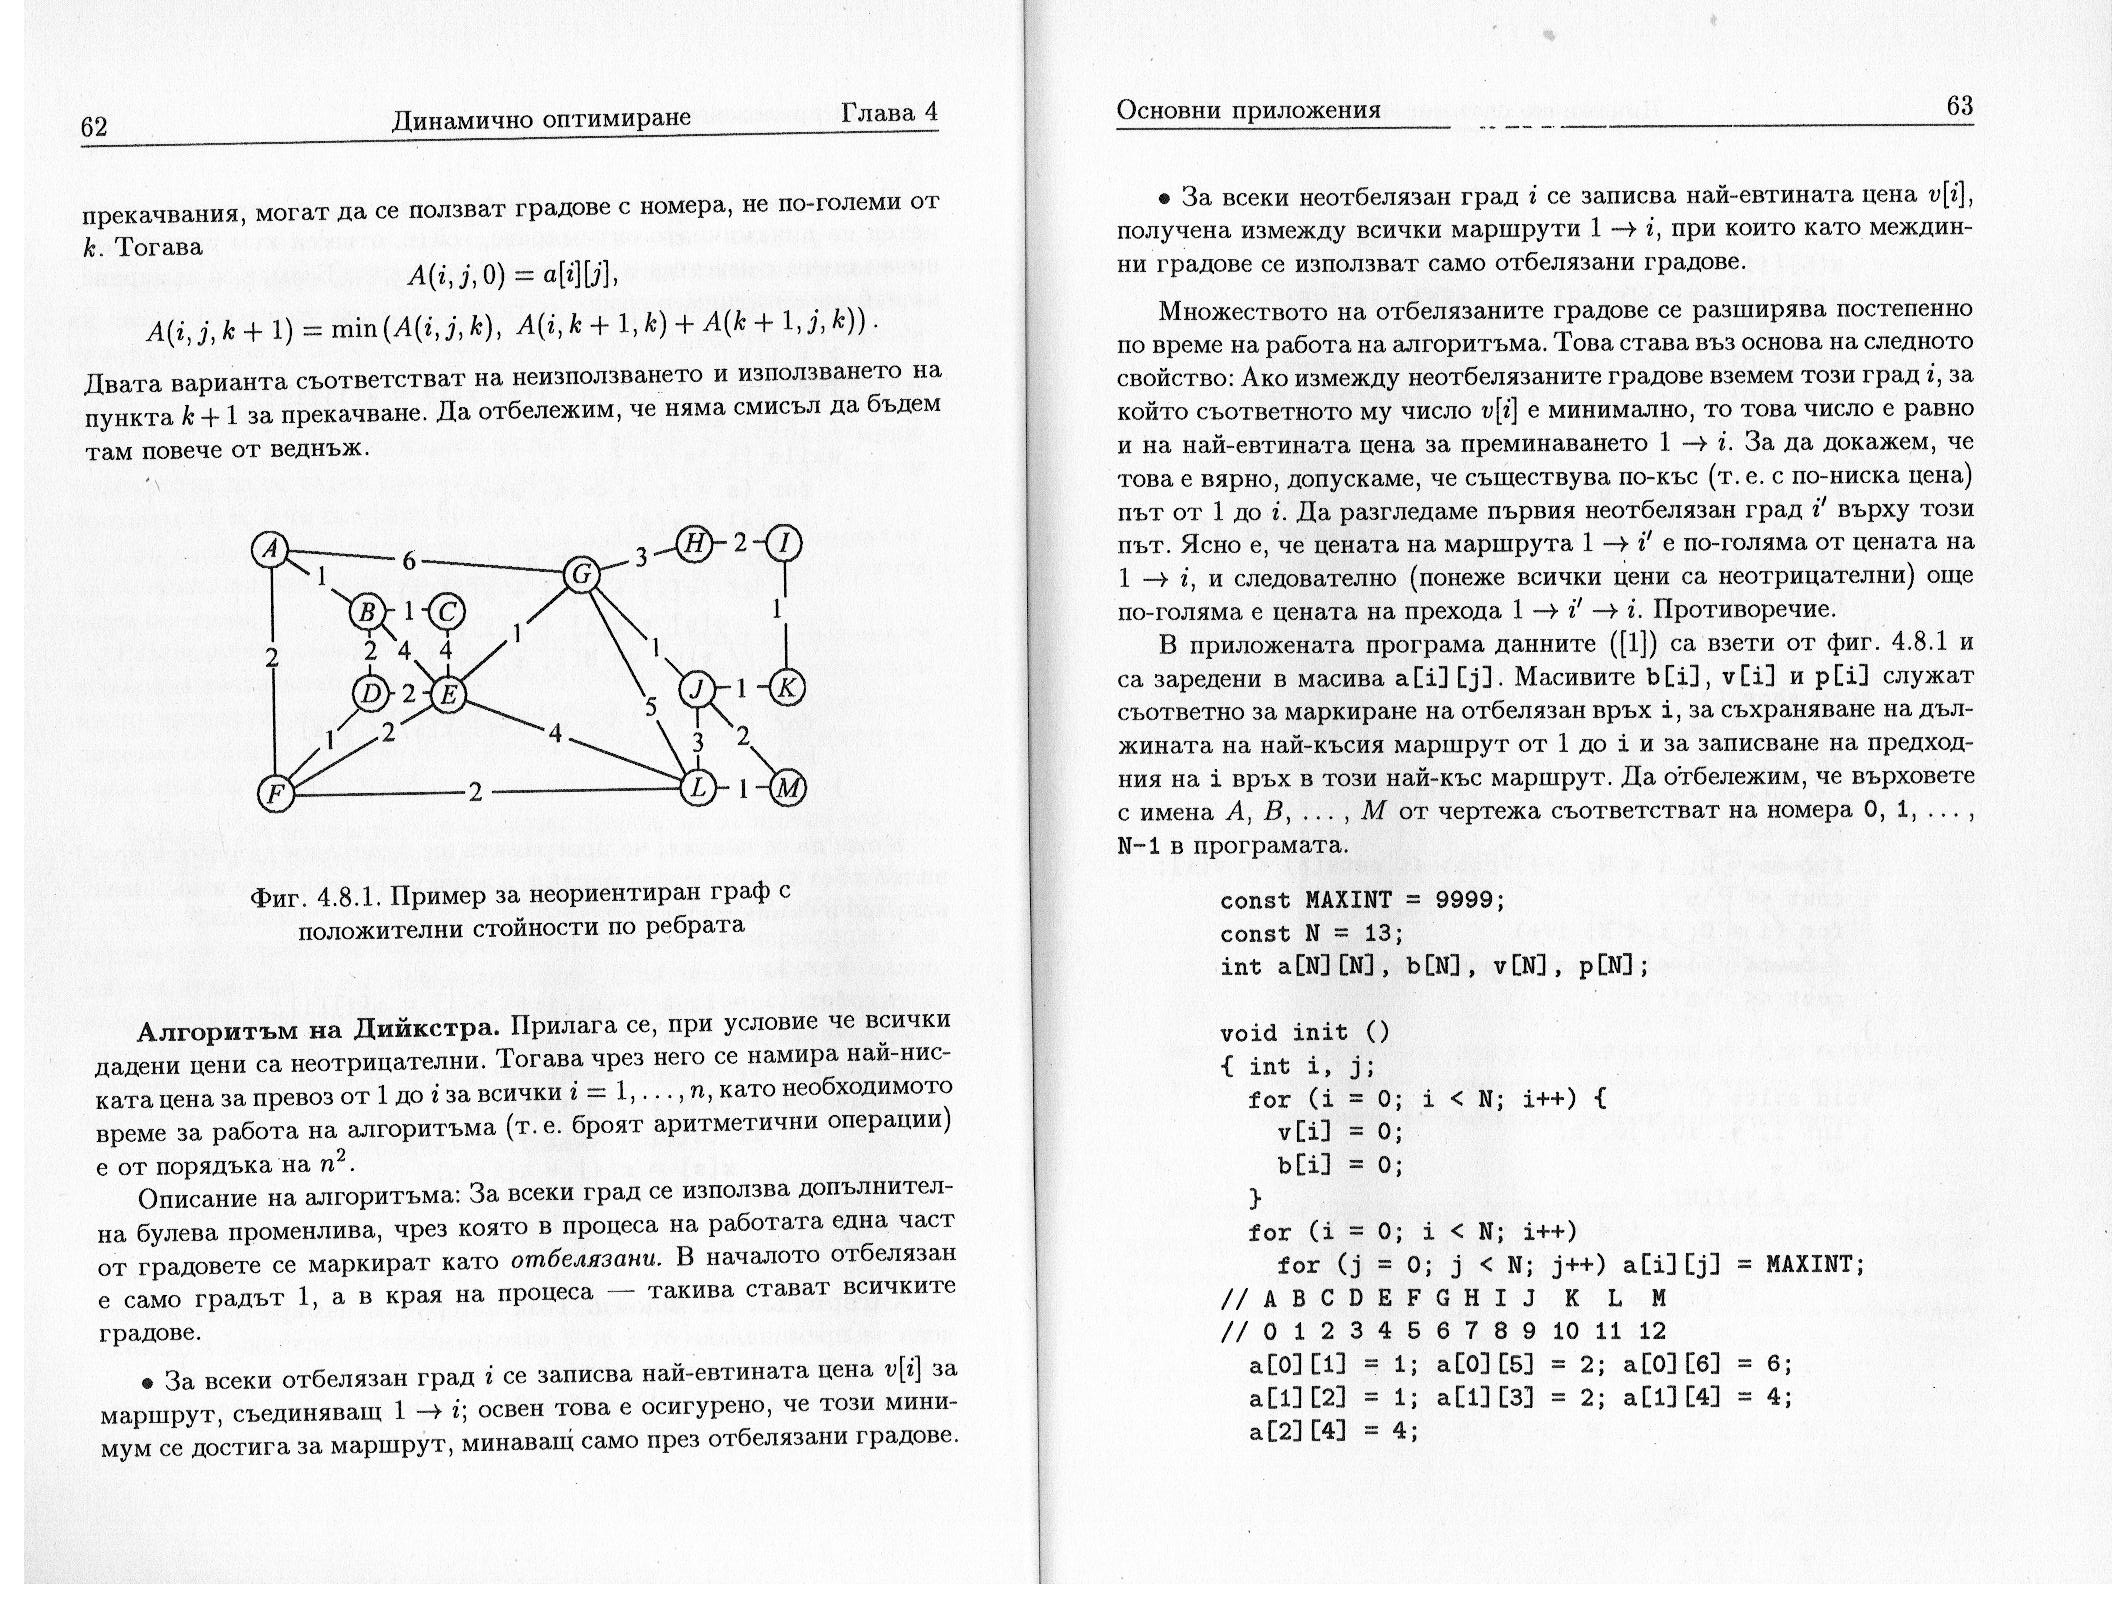 62 Динамично оптимиране Глава 4
прекачвания, могат да се ползват градове с номера, не по-големи от
k. Тогава
A(i, j, 0) = a[i][j],
A(i, j, k + 1) = min (A(i, j, k), A(i, k + 1, k) + A(k + 1, j, k)) .
Двата варианта съответстват на неизползването и използването на
пункта k + 1 за прекачване. Да отбележим, че няма смисъл да бъдем
там повече от веднъж.
A 6 G 3 H 2 I
1
B 1 C
1
2
2 4 4
1
1
D 2 E
J 1 K
5
1 2
4
3 2
F 2 L 1 M
Фиг. 4.8.1. Пример за неориентиран граф с
положителни стойности по ребрата
Алгоритъм на Дийкстра. Прилага се, при условие че всички
дадени цени са неотрицателни. Тогава чрез него се намира най-нис-
ката цена за превоз от 1 до i за всички i = 1, . . . , n, като необходимото
време за работа на алгоритъма (т. е. броят аритметични операции)
е от порядъка на n².
Описание на алгоритъма: За всеки град се използва допълнител-
на булева променлива, чрез която в процеса на работата една част
от градовете се маркират като отбелязани. В началото отбелязан
е само градът 1, а в края на процеса — такива стават всичките
градове.
• За всеки отбелязан град i се записва най-евтината цена v[i] за
маршрут, съединяващ 1 → i; освен това е осигурено, че този мини-
мум се достига за маршрут, минаващ само през отбелязани градове.
Основни приложения 63
• За всеки неотбелязан град i се записва най-евтината цена v[i],
получена измежду всички маршрути 1 → i, при които като междин-
ни градове се използват само отбелязани градове.
Множеството на отбелязаните градове се разширява постепенно
по време на работа на алгоритъма. Това става въз основа на следното
свойство: Ако измежду неотбелязаните градове вземем този град i, за
който съответното му число v[i] е минимално, то това число е равно
и на най-евтината цена за преминаването 1 → i. За да докажем, че
това е вярно, допускаме, че съществува по-къс (т. е. с по-ниска цена)
път от 1 до i. Да разгледаме първия неотбелязан град i′ върху този
път. Ясно е, че цената на маршрута 1 → i′ е по-голяма от цената на
1 → i, и следователно (понеже всички цени са неотрицателни) още
по-голяма е цената на прехода 1 → i′ → i. Противоречие.
В приложената програма данните ([1]) са взети от фиг. 4.8.1 и
са заредени в масива a[i][j]. Масивите b[i], v[i] и p[i] служат
съответно за маркиране на отбелязан връх i, за съхраняване на дъл-
жината на най-късия маршрут от 1 до i и за записване на предход-
ния на i връх в този най-къс маршрут. Да отбележим, че върховете
с имена A, B, . . . , M от чертежа съответстват на номера 0, 1, . . . ,
N-1 в програмата.
const MAXINT = 9999;
const N = 13;
int a[N][N], b[N], v[N], p[N];
void init ()
{ int i, j;
for (i = 0; i < N; i++) {
v[i] = 0;
b[i] = 0;
}
for (i = 0; i < N; i++)
for (j = 0; j < N; j++) a[i][j] = MAXINT;
// A B C D E F G H I J K L M
// 0 1 2 3 4 5 6 7 8 9 10 11 12
a[0][1] = 1; a[0][5] = 2; a[0][6] = 6;
a[1][2] = 1; a[1][3] = 2; a[1][4] = 4;
a[2][4] = 4;